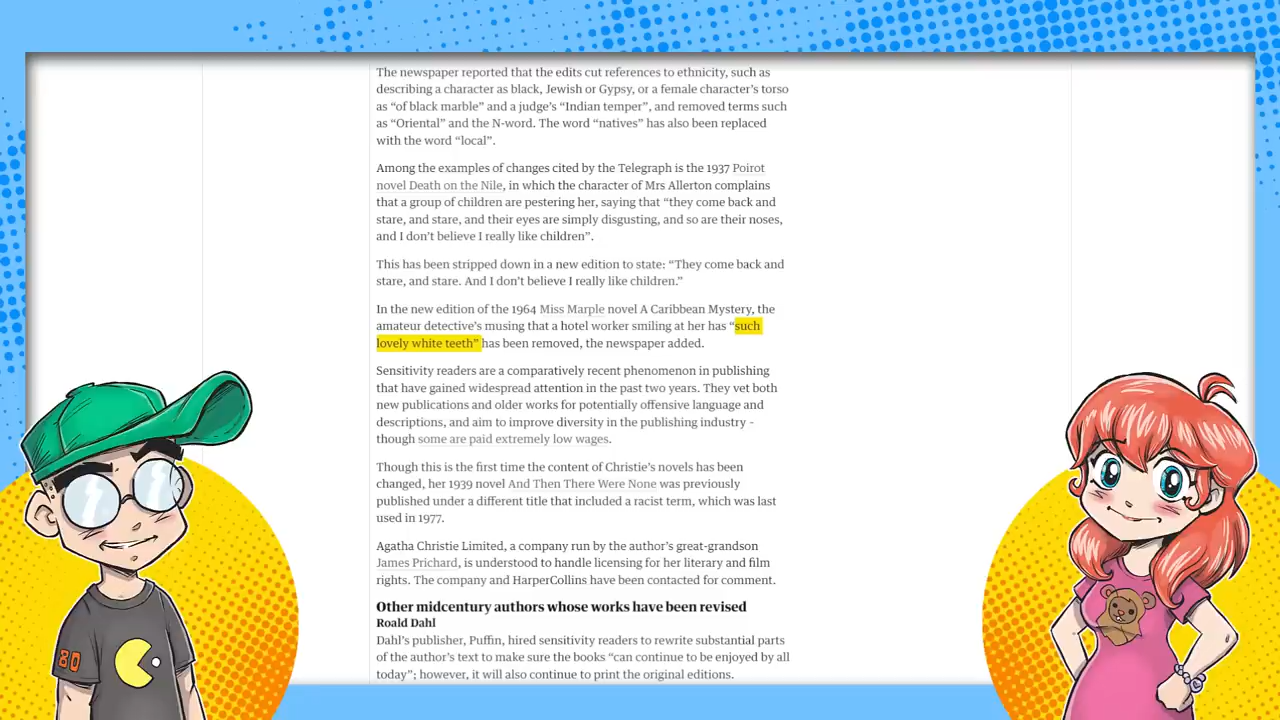 The newspaper reported that the edits cut references to ethnicity, such as
describing a character as black, Jewish or Gypsy, or a female character’s torso
as “of black marble” and a judge’s “Indian temper”, and removed terms such
as “Oriental” and the N-word. The word “natives” has also been replaced
with the word “local”.
Among the examples of changes cited by the Telegraph is the 1937 Poirot
novel Death on the Nile, in which the character of Mrs Allerton complains
that a group of children are pestering her, saying that “they come back and
stare, and stare, and their eyes are simply disgusting, and so are their noses,
and I don’t believe I really like children”.
This has been stripped down in a new edition to state: “They come back and
stare, and stare. And I don’t believe I really like children.”
In the new edition of the 1964 Miss Marple novel A Caribbean Mystery, the
amateur detective’s musing that a hotel worker smiling at her has “such
lovely white teeth” has been removed, the newspaper added.
Sensitivity readers are a comparatively recent phenomenon in publishing
that have gained widespread attention in the past two years. They vet both
new publications and older works for potentially offensive language and
descriptions, and aim to improve diversity in the publishing industry -
though some are paid extremely low wages.
Though this is the first time the content of Christie’s novels has been
changed, her 1939 novel And Then There Were None was previously
published under a different title that included a racist term, which was last
used in 1977.
Agatha Christie Limited, a company run by the author’s great-grandson
James Prichard, is understood to handle licensing for her literary and film
rights. The company and HarperCollins have been contacted for comment.
Other midcentury authors whose works have been revised
Roald Dahl
Dahl’s publisher, Puffin, hired sensitivity readers to rewrite substantial parts
of the author’s text to make sure the books “can continue to be enjoyed by all
today”; however, it will also continue to print the original editions.
80